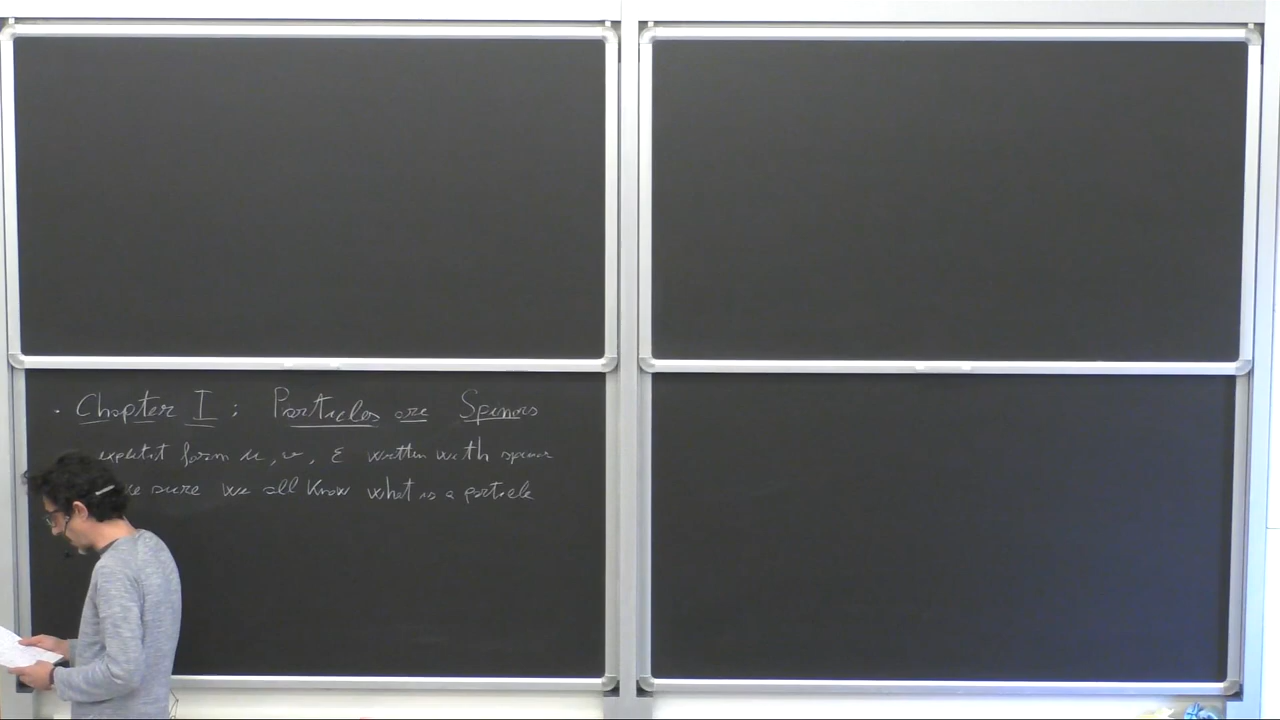 · Chapter I : Particles are Spinors
explicit form u, v, ε written with spinor
sure we all know what is a particle